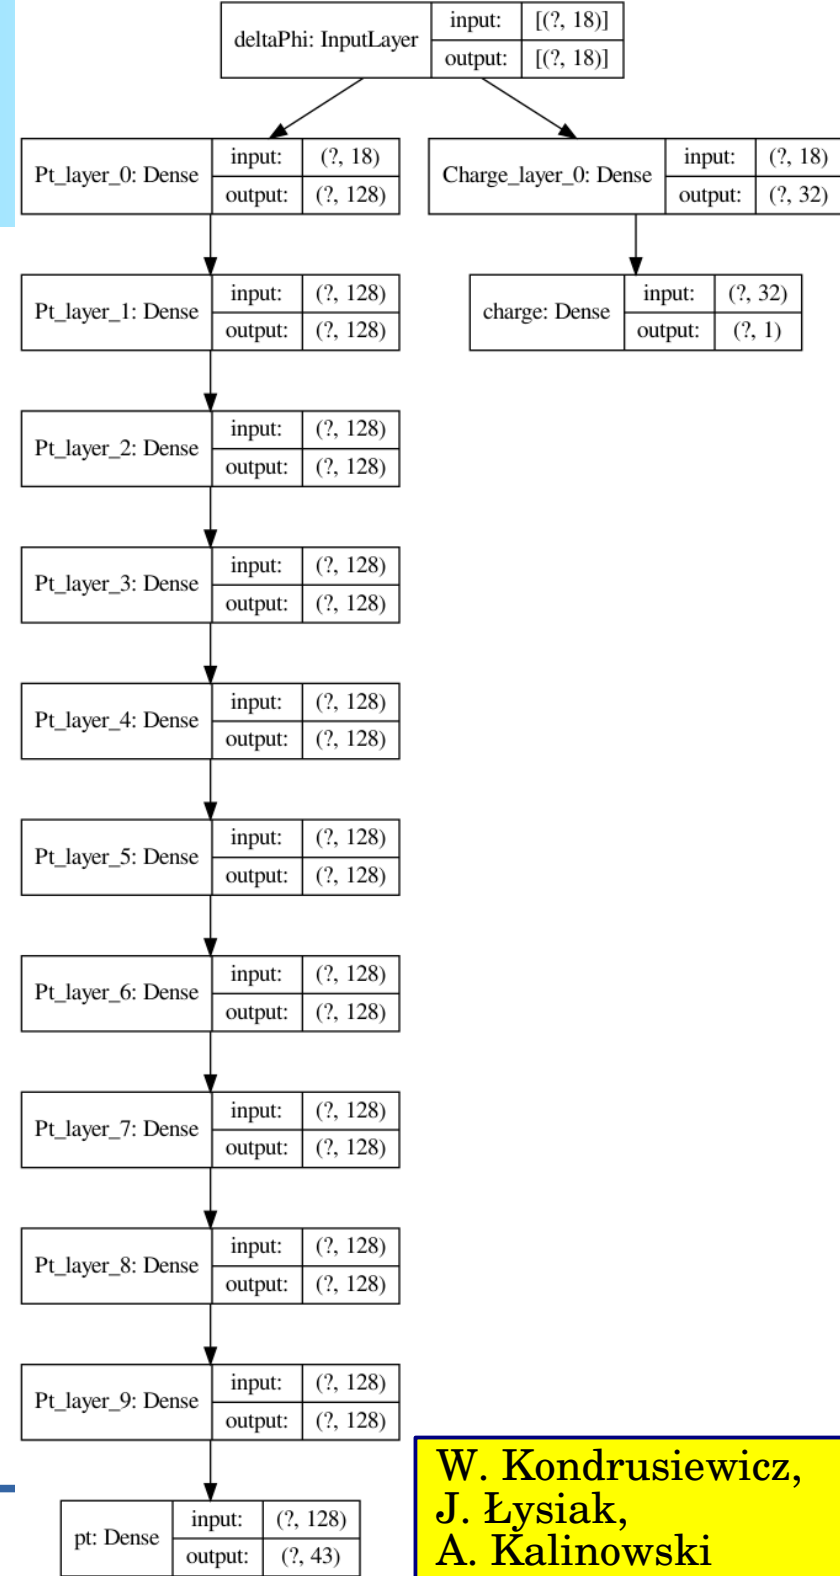 deltaPhi: InputLayer
input: [(?, 18)]
output: [(?, 18)]
Pt_layer_0: Dense
input: (?, 18)
output: (?, 128)
Charge_layer_0: Dense
input: (?, 18)
output: (?, 32)
Pt_layer_1: Dense
input: (?, 128)
output: (?, 128)
charge: Dense
input: (?, 32)
output: (?, 1)
Pt_layer_2: Dense
input: (?, 128)
output: (?, 128)
Pt_layer_3: Dense
input: (?, 128)
output: (?, 128)
Pt_layer_4: Dense
input: (?, 128)
output: (?, 128)
Pt_layer_5: Dense
input: (?, 128)
output: (?, 128)
Pt_layer_6: Dense
input: (?, 128)
output: (?, 128)
Pt_layer_7: Dense
input: (?, 128)
output: (?, 128)
Pt_layer_8: Dense
input: (?, 128)
output: (?, 128)
Pt_layer_9: Dense
input: (?, 128)
output: (?, 128)
pt: Dense
input: (?, 128)
output: (?, 43)
W. Kondrusiewicz,
J. Łysiak,
A. Kalinowski